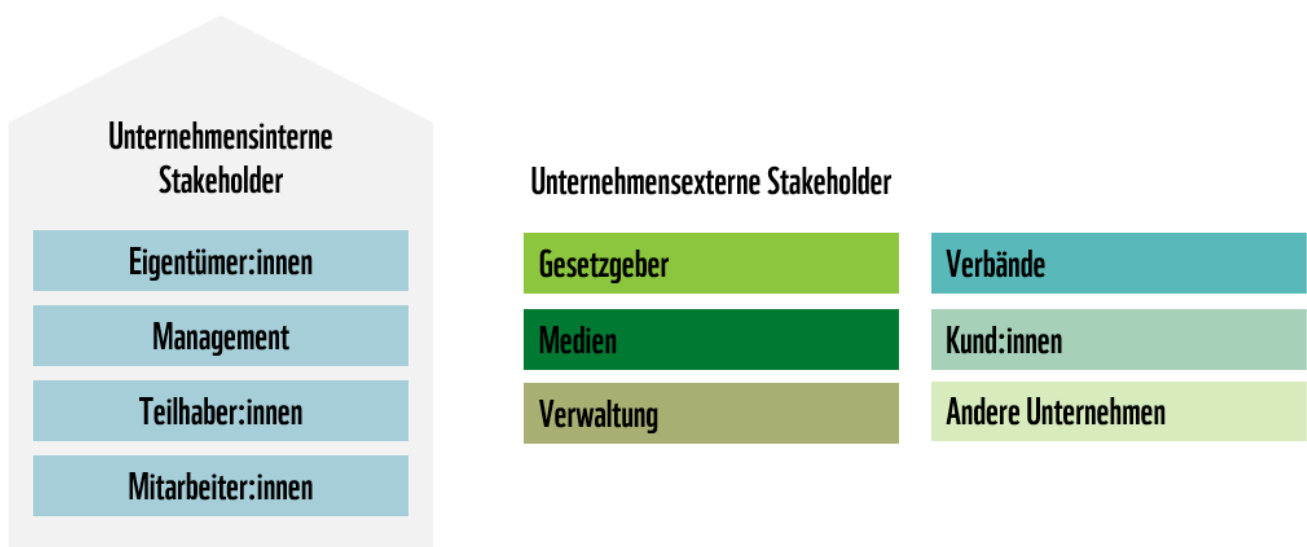 Unternehmensinterne
Stakeholder
Eigentümer:innen
Management
Teilhaber:innen
Mitarbeiter:innen
Unternehmensexterne Stakeholder
Gesetzgeber
Medien
Verwaltung
Verbände
Kund:innen
Andere Unternehmen